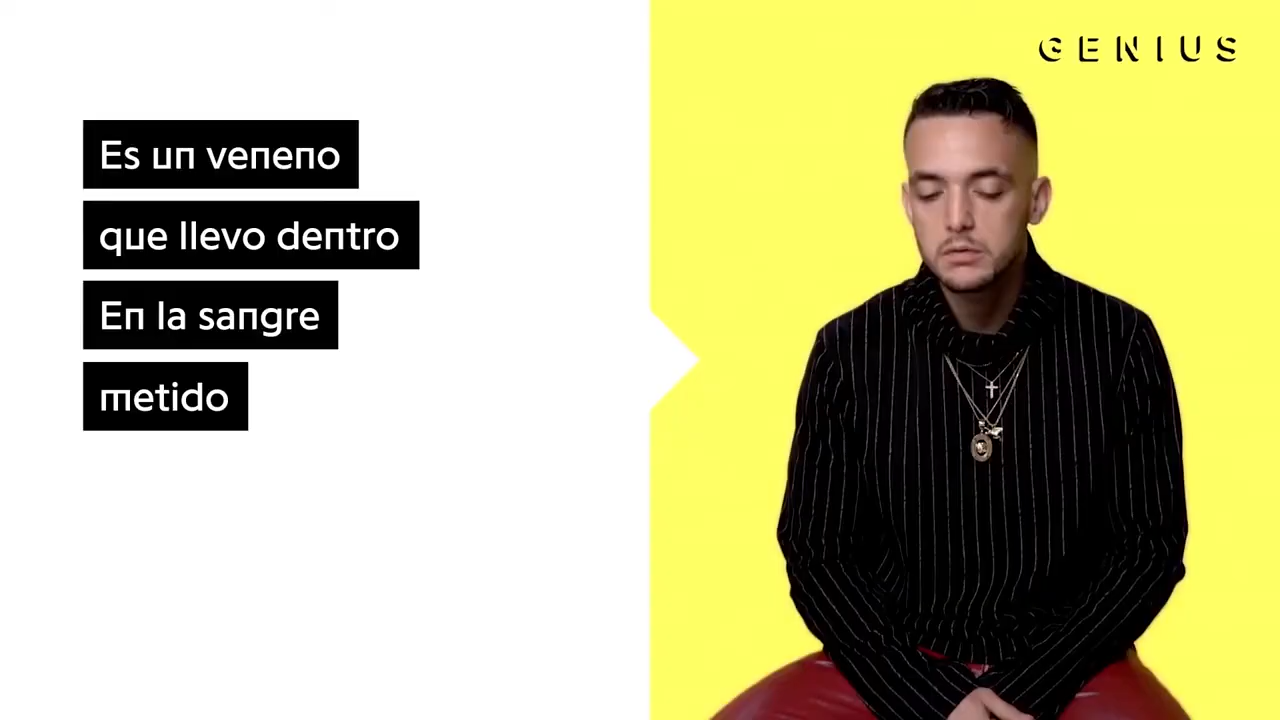 GENIUS
Es un veneno
que llevo dentro
En la sangre
metido